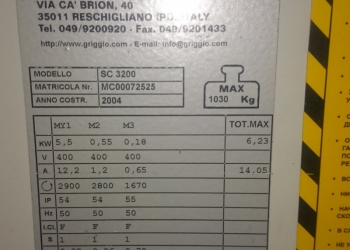 VIA CA' BRION, 40
35011 RESCHIGLIANO (PD) ITALY
Tel. 049/9200920 - Fax. 049/9201433
http://www.griggio.com - E-mail: info@griggio.com
MODELLO SC 3200
MATRICOLA Nr. MC00072525
ANNO COSTR. 2004
MAX
1030 Kg
MY1 M2 M3 TOT.MAX
KW 5,5 0,55 0,18 6,23
V 400 400 400
A 12,2 1,2 0,65 14.05
2900 2800 1670
IP 54 54 55
Hz 50 50 50
I.Cl. F F F
S 1 1 1